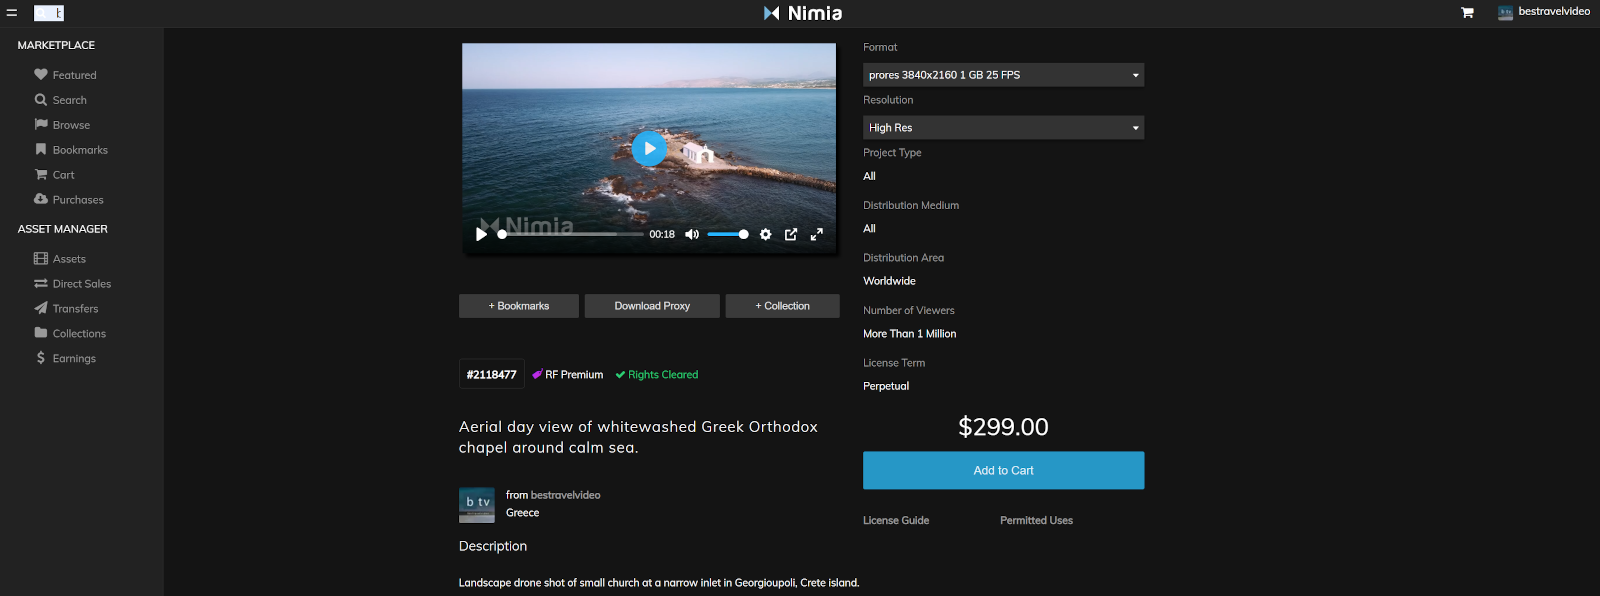 Nimia
bestravelvideo
MARKETPLACE
Featured
Search
Browse
Bookmarks
Cart
Purchases
ASSET MANAGER
Assets
Direct Sales
Transfers
Collections
Earnings
Nimia
00:18
+ Bookmarks
Download Proxy
+ Collection
#2118477
RF Premium
Rights Cleared
Aerial day view of whitewashed Greek Orthodox
chapel around calm sea.
b tv
from bestravelvideo
Greece
Description
Landscape drone shot of small church at a narrow inlet in Georgioupoli, Crete island.
Format
prores 3840x2160 1 GB 25 FPS
Resolution
High Res
Project Type
All
Distribution Medium
All
Distribution Area
Worldwide
Number of Viewers
More Than 1 Million
License Term
Perpetual
$299.00
Add to Cart
License Guide
Permitted Uses